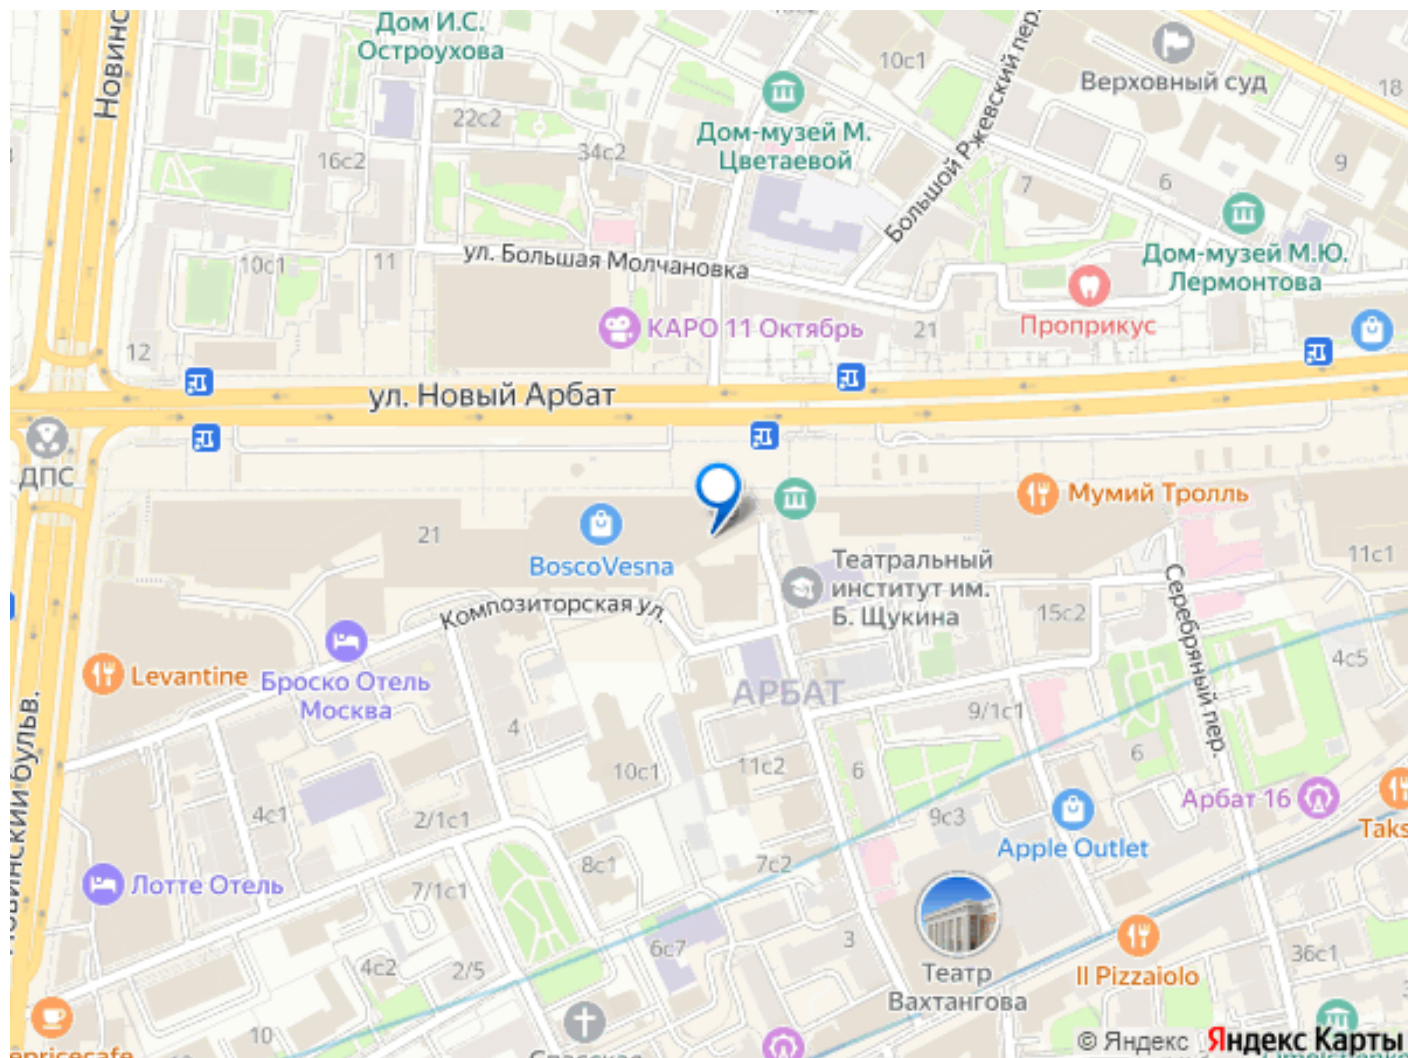 Дом И.С.
Остроухова
Новинс
10с1
Верховный суд
18
22с2
34с2
16с2
Дом-музей М.
Цветаевой
Большой Ржевский пер.
7
6
9
ул. Большая Молчановка
10с1
11
Дом-музей М.Ю.
Лермонтова
КАРО 11 Октябрь
21
Проприкус
12
ул. Новый Арбат
ДПС
Мумий Тролль
21
BoscoVesna
Театральный
институт им.
Б. Щукина
11с1
Композиторская ул.
15с2
Серебряный пер.
Levantine
Броско Отель
Москва
АРБАТ
4с5
9/1с1
4
6
10с1
11с2
6
Арбат 16
4с1
2/1с1
9с3
Apple Outlet
Taks
8с1
7с2
Лотте Отель
7/1с1
6с7
3
36с1
4с2
2/5
Театр
Вахтангова
Il Pizzaiolo
10
epricecafe
Спасская
© Яндекс Яндекс Карты